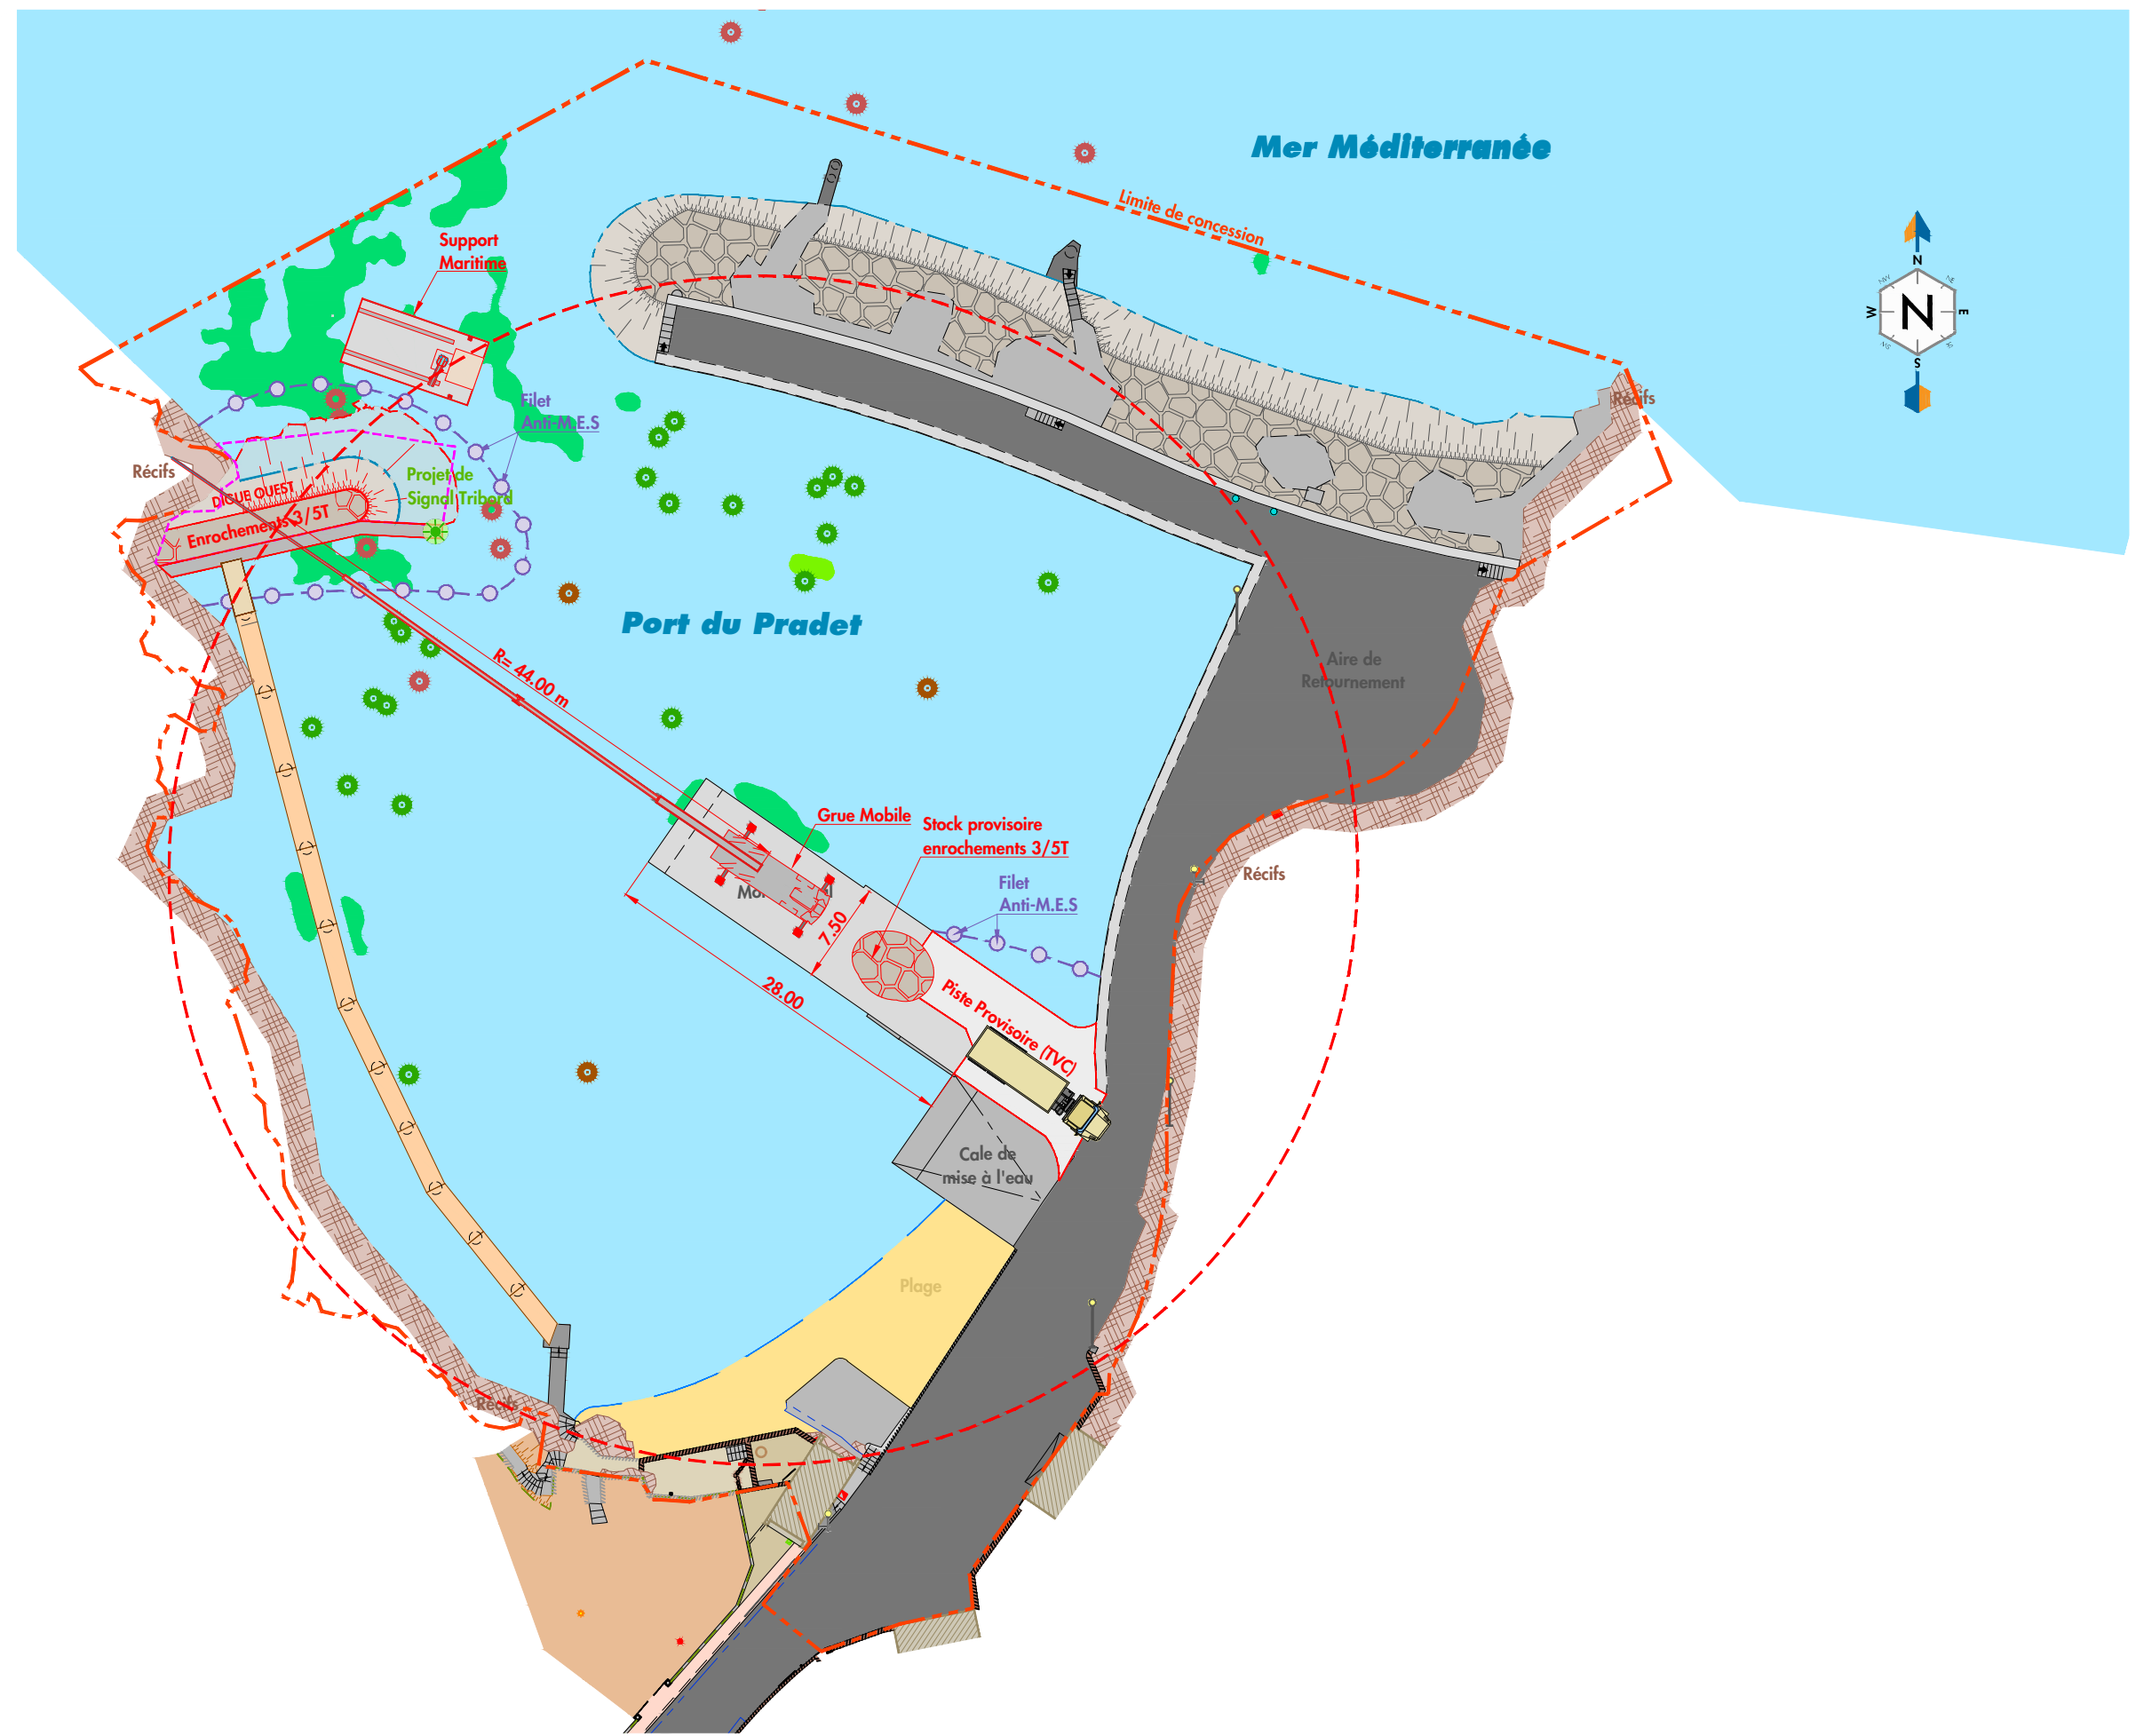 Mer Méditerranée
Limite de concession
N
N
W
E
S
NW
NE
Support
Maritime
Filet
Anti-M.E.S
Récifs
Récifs
Projet de
Signal Tribord
DIGUE OUEST
Enrochements 3/5T
Port du Pradet
R= 44.00 m
Aire de
Retournement
Grue Mobile
Stock provisoire
enrochements 3/5T
Récifs
Filet
Anti-M.E.S
7.50
28.00
Piste Provisoire (TVC)
Cale de
mise à l'eau
Plage
Récifs